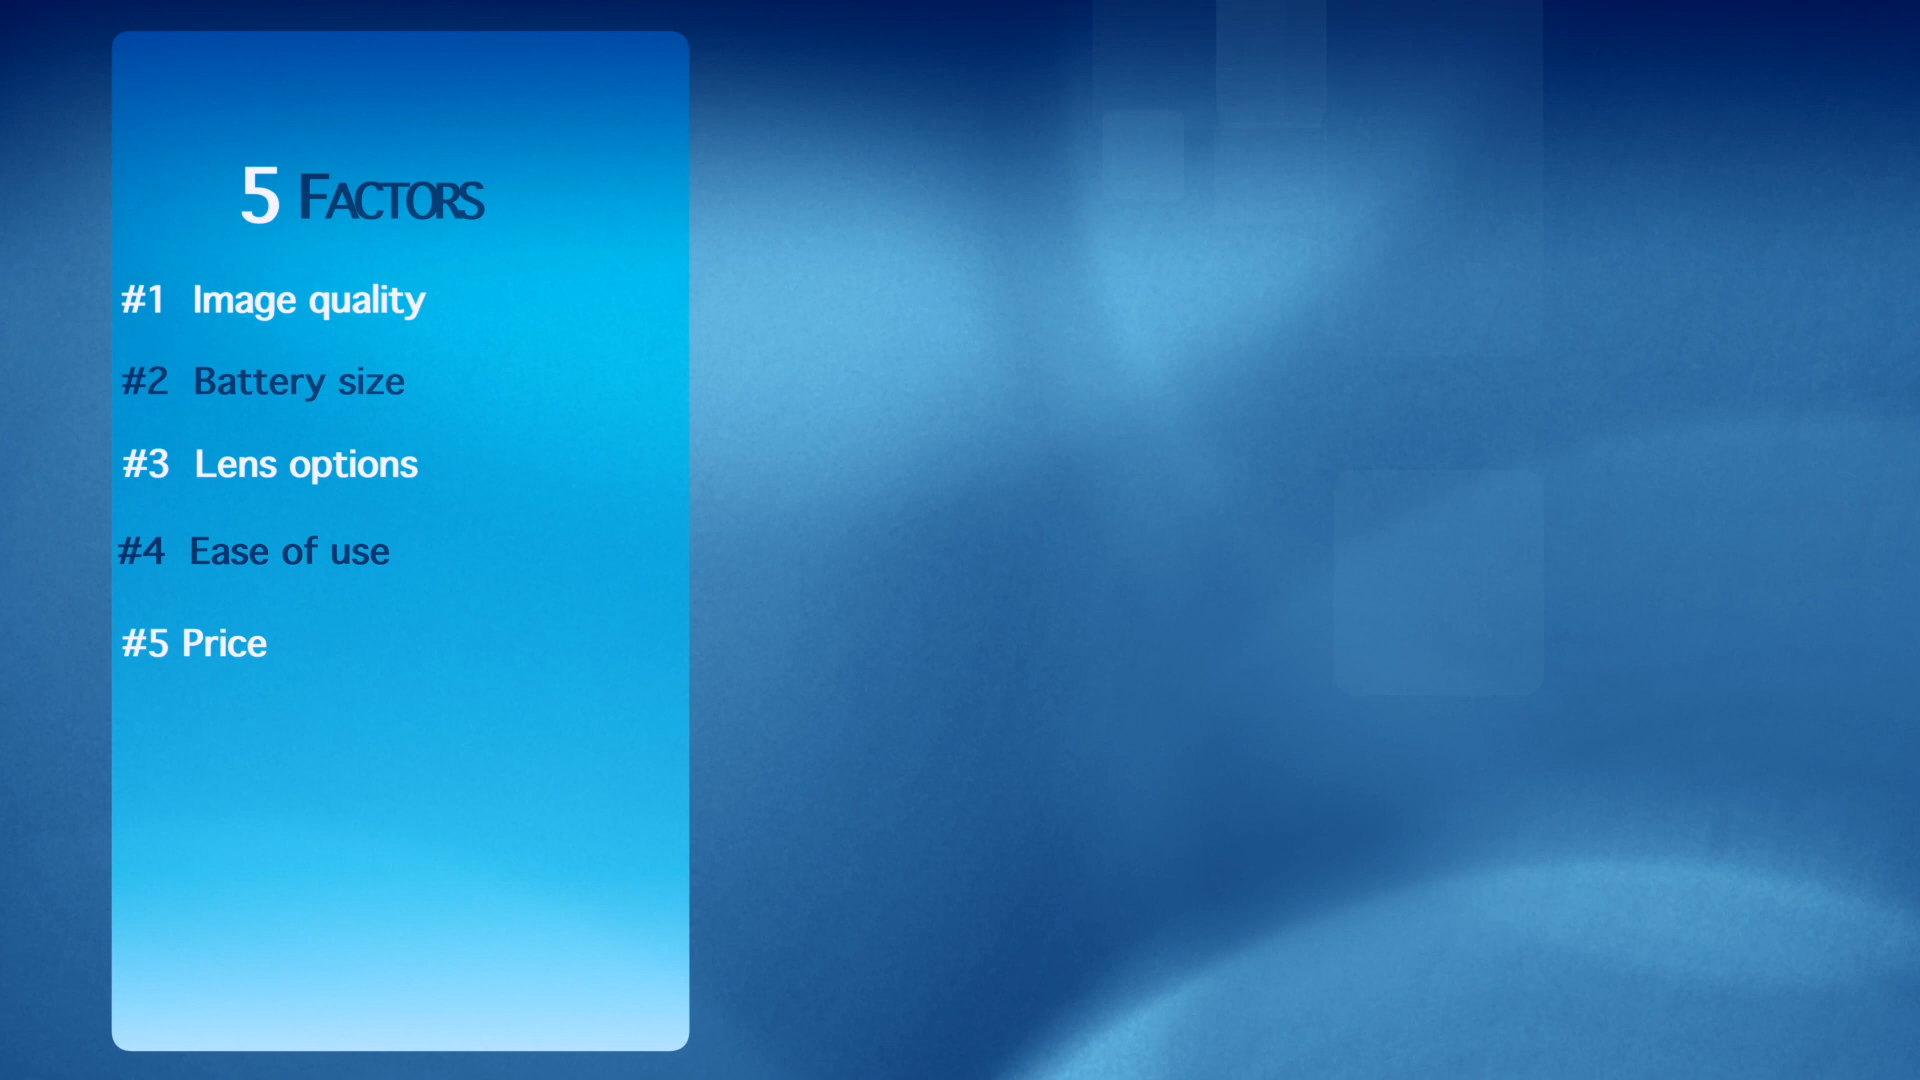 5 FACTORS
#1 Image quality
#2 Battery size
#3 Lens options
#4 Ease of use
#5 Price